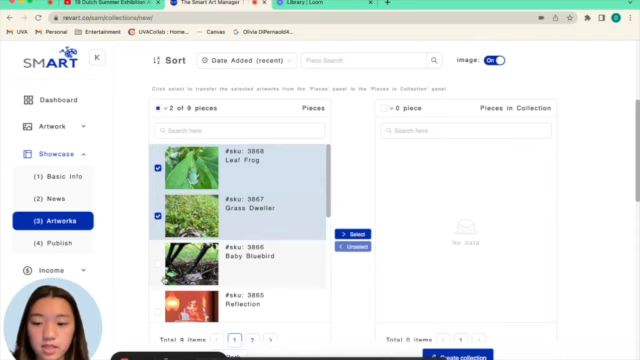 19 Dutch Summer Exhibition A
The Smart Art Manager
Library | Loom
revart.co/sam/collections/new/
UVA
Personal
Entertainment
UVACollab : Home
Canvas
Olivia DiPernaold4...
SMART
K
Sort
Date Added (recent)
Piece Search
image:
On
Click select to transfer the selected artworks from the "Pieces" panel to the "Pieces in Collection" panel.
Dashboard
Artwork
Showcase
(1) Basic Info
(2) News
(3) Artworks
(4) Publish
Income
2 of 9 pieces
Pieces
Search here
#sku: 3868
Leaf Frog
#sku: 3867
Grass Dweller
#sku: 3866
Baby Bluebird
#sku: 3865
Reflection
Total 9 items
1
2
Select
Unselect
0 piece
Pieces in Collection
Search here
No data
Total 0 items
1
Create collection